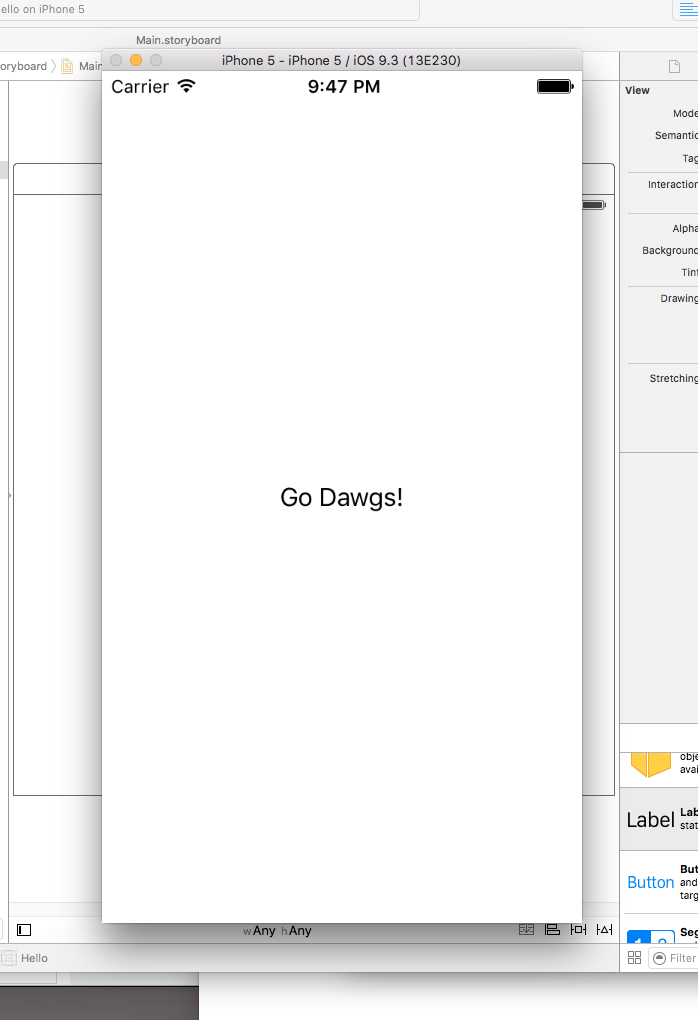 ello on iPhone 5
Main.storyboard
oryboard
Main
iPhone 5 - iPhone 5 / iOS 9.3 (13E230)
Carrier
9:47 PM
View
Mode
Semantic
Tag
Interaction
Alpha
Background
Tint
Drawing
Stretching
Go Dawgs!
obje
avai
Label
Lab
stat
Button
But
and
targ
Seg
wAny hAny
Hello
Filter